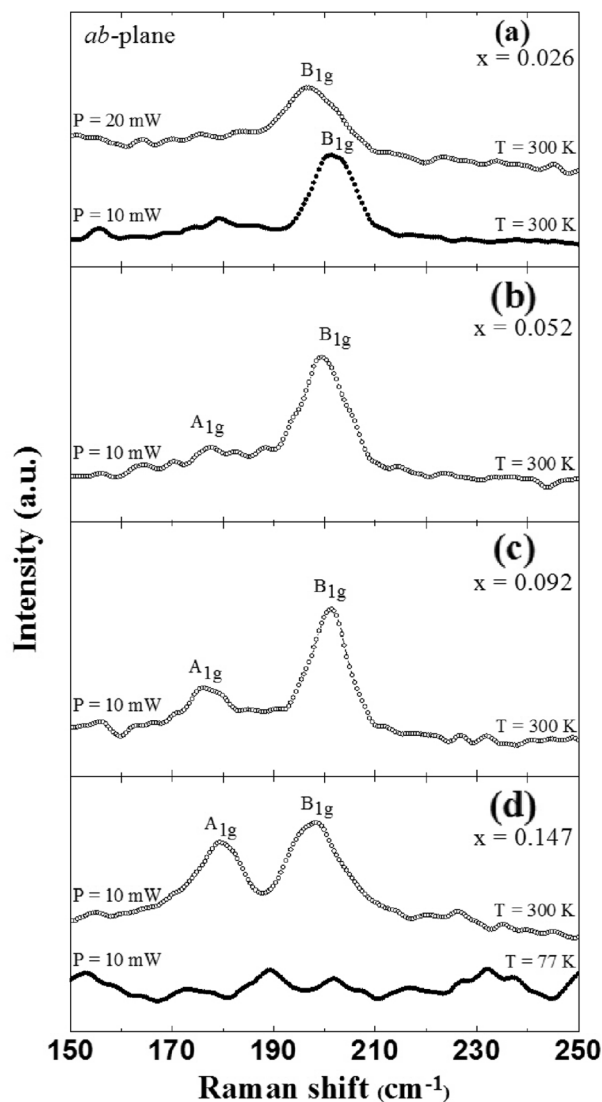 ab-plane
(a)
x = 0.026
B1g
P = 20 mW
T = 300 K
B1g
P = 10 mW
T = 300 K
(b)
x = 0.052
B1g
A1g
P = 10 mW
T = 300 K
(c)
x = 0.092
B1g
A1g
P = 10 mW
T = 300 K
(d)
x = 0.147
B1g
A1g
P = 10 mW
T = 300 K
P = 10 mW
T = 77 K
150 170 190 210 230 250
Raman shift (cm⁻¹)
Intensity (a.u.)